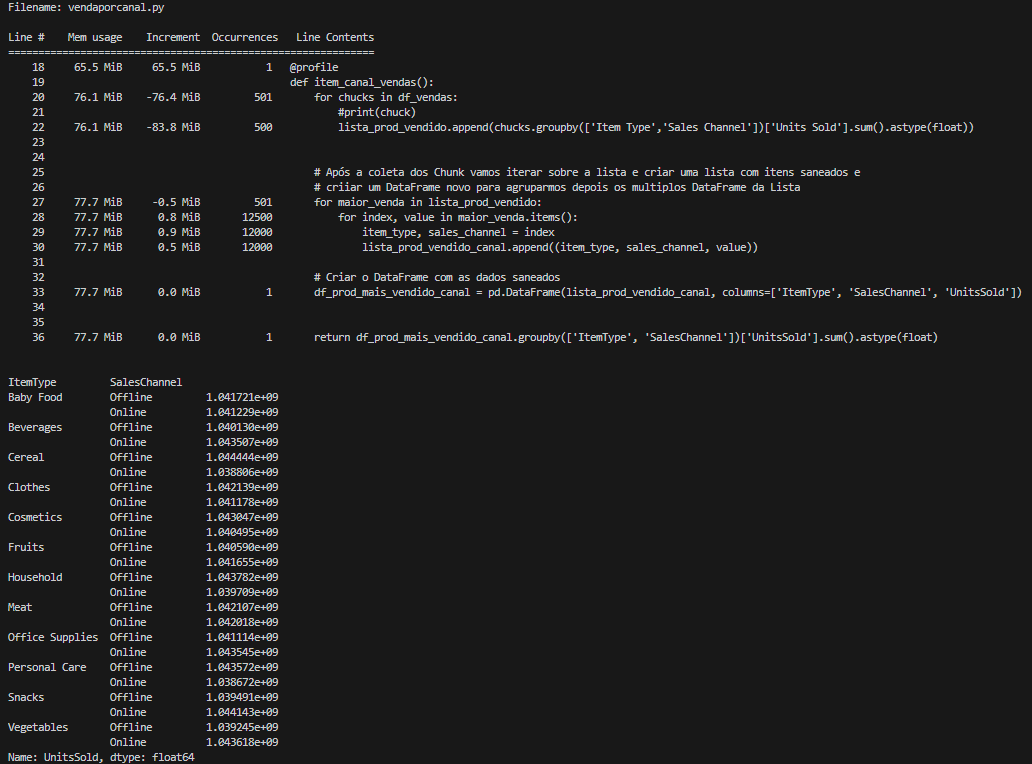 Filename: vendaporcanal.py
Line #    Mem usage    Increment  Occurrences   Line Contents
=============================================================
    18     65.5 MiB     65.5 MiB           1   @profile
    19                                         def item_canal_vendas():
    20     76.1 MiB    -76.4 MiB         501       for chucks in df_vendas:
    21                                                 #print(chuck)
    22     76.1 MiB    -83.8 MiB         500           lista_prod_vendido.append(chucks.groupby(['Item Type','Sales Channel'])['Units Sold'].sum().astype(float))
    23
    24
    25                                             # Após a coleta dos Chunk vamos iterar sobre a lista e criar uma lista com itens saneados e
    26                                             # criiar um DataFrame novo para agruparmos depois os multiplos DataFrame da Lista
    27     77.7 MiB     -0.5 MiB         501       for maior_venda in lista_prod_vendido:
    28     77.7 MiB      0.8 MiB       12500           for index, value in maior_venda.items():
    29     77.7 MiB      0.9 MiB       12000               item_type, sales_channel = index
    30     77.7 MiB      0.5 MiB       12000               lista_prod_vendido_canal.append((item_type, sales_channel, value))
    31
    32                                             # Criar o DataFrame com as dados saneados
    33     77.7 MiB      0.0 MiB           1       df_prod_mais_vendido_canal = pd.DataFrame(lista_prod_vendido_canal, columns=['ItemType', 'SalesChannel', 'UnitsSold'])
    34
    35
    36     77.7 MiB      0.0 MiB           1       return df_prod_mais_vendido_canal.groupby(['ItemType', 'SalesChannel'])['UnitsSold'].sum().astype(float)
ItemType         SalesChannel
Baby Food        Offline         1.041721e+09
                 Online          1.041229e+09
Beverages        Offline         1.040130e+09
                 Online          1.043507e+09
Cereal           Offline         1.044444e+09
                 Online          1.038806e+09
Clothes          Offline         1.042139e+09
                 Online          1.041178e+09
Cosmetics        Offline         1.043047e+09
                 Online          1.040495e+09
Fruits           Offline         1.040590e+09
                 Online          1.041655e+09
Household        Offline         1.043782e+09
                 Online          1.039709e+09
Meat             Offline         1.042107e+09
                 Online          1.042018e+09
Office Supplies  Offline         1.041114e+09
                 Online          1.043545e+09
Personal Care    Offline         1.043572e+09
                 Online          1.038672e+09
Snacks           Offline         1.039491e+09
                 Online          1.044143e+09
Vegetables       Offline         1.039245e+09
                 Online          1.043618e+09
Name: UnitsSold, dtype: float64